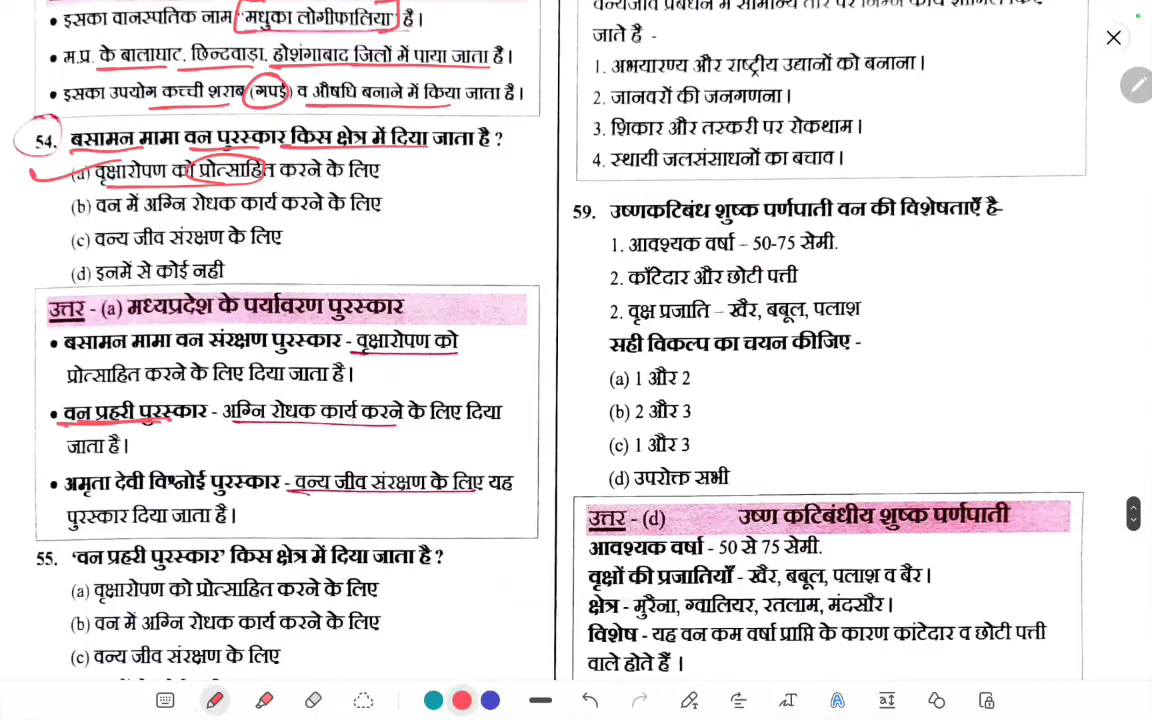 • इसका वानस्पतिक नाम "मधुका लोंगीफालिया" है।
• म.प्र. के बालाघाट, छिन्दवाड़ा, होशंगाबाद जिलों में पाया जाता है।
• इसका उपयोग कच्ची शराब (गपई) व औषधि बनाने में किया जाता है।
54. बसामन मामा वन पुरस्कार किस क्षेत्र में दिया जाता है ?
(a) वृक्षारोपण को प्रोत्साहित करने के लिए
(b) वन में अग्नि रोधक कार्य करने के लिए
(c) वन्य जीव संरक्षण के लिए
(d) इनमें से कोई नही
उत्तर - (a) मध्यप्रदेश के पर्यावरण पुरस्कार
• बसामन मामा वन संरक्षण पुरस्कार - वृक्षारोपण को
प्रोत्साहित करने के लिए दिया जाता है।
• वन प्रहरी पुरस्कार - अग्नि रोधक कार्य करने के लिए दिया
जाता है।
• अमृता देवी विश्नोई पुरस्कार - वन्य जीव संरक्षण के लिए यह
पुरस्कार दिया जाता है।
55. 'वन प्रहरी पुरस्कार' किस क्षेत्र में दिया जाता है ?
(a) वृक्षारोपण को प्रोत्साहित करने के लिए
(b) वन में अग्नि रोधक कार्य करने के लिए
(c) वन्य जीव संरक्षण के लिए
वन्यजीव प्रबंधन में सामान्य तौर पर निम्न कार्य शामिल किए
जाते है -
1. अभयारण्य और राष्ट्रीय उद्यानों को बनाना।
2. जानवरों की जनगणना।
3. शिकार और तस्करी पर रोकथाम।
4. स्थायी जलसंसाधनों का बचाव।
59. उष्णकटिबंध शुष्क पर्णपाती वन की विशेषताएँ है-
1. आवश्यक वर्षा – 50-75 सेमी.
2. काँटेदार और छोटी पत्ती
2. वृक्ष प्रजाति – खैर, बबूल, पलाश
सही विकल्प का चयन कीजिए -
(a) 1 और 2
(b) 2 और 3
(c) 1 और 3
(d) उपरोक्त सभी
उत्तर - (d) उष्ण कटिबंधीय शुष्क पर्णपाती
आवश्यक वर्षा - 50 से 75 सेमी.
वृक्षों की प्रजातियाँ - खैर, बबूल, पलाश व बैर।
क्षेत्र - मुरैना, ग्वालियर, रतलाम, मंदसौर।
विशेष - यह वन कम वर्षा प्राप्ति के कारण कांटेदार व छोटी पत्ती
वाले होते हैं ।